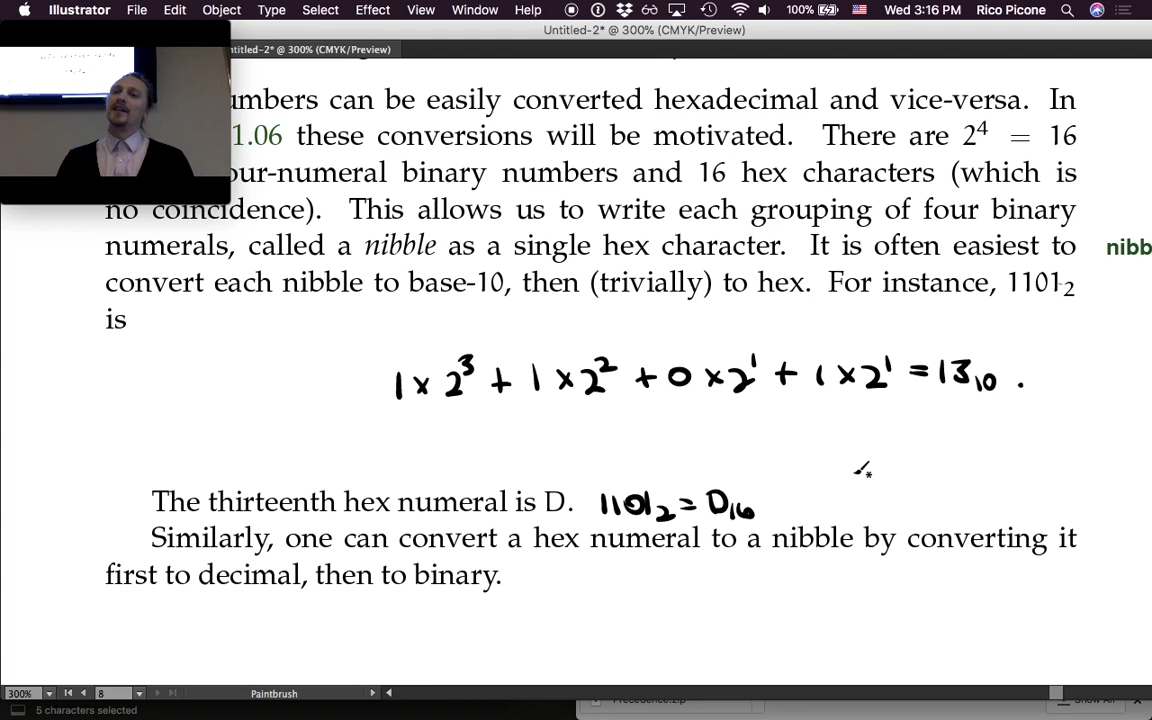 Illustrator File Edit Object Type Select Effect View Window Help 100% Wed 3:16 PM Rico Picone
Untitled-2* @ 300% (CMYK/Preview)
ntitled-2* @ 300% (CMYK/Preview)
umbers can be easily converted hexadecimal and vice-versa. In
1.06 these conversions will be motivated. There are 2⁴ = 16
our-numeral binary numbers and 16 hex characters (which is
no coincidence). This allows us to write each grouping of four binary
numerals, called a nibble as a single hex character. It is often easiest to nibb
convert each nibble to base-10, then (trivially) to hex. For instance, 1101₂
is
1 × 2³ + 1 × 2² + 0 × 2¹ + 1 × 2¹ = 13₁₀ .
The thirteenth hex numeral is D. 1101₂ = D₁₆
Similarly, one can convert a hex numeral to a nibble by converting it
first to decimal, then to binary.
300% 8 Paintbrush
5 characters selected Precedence.zip Show All